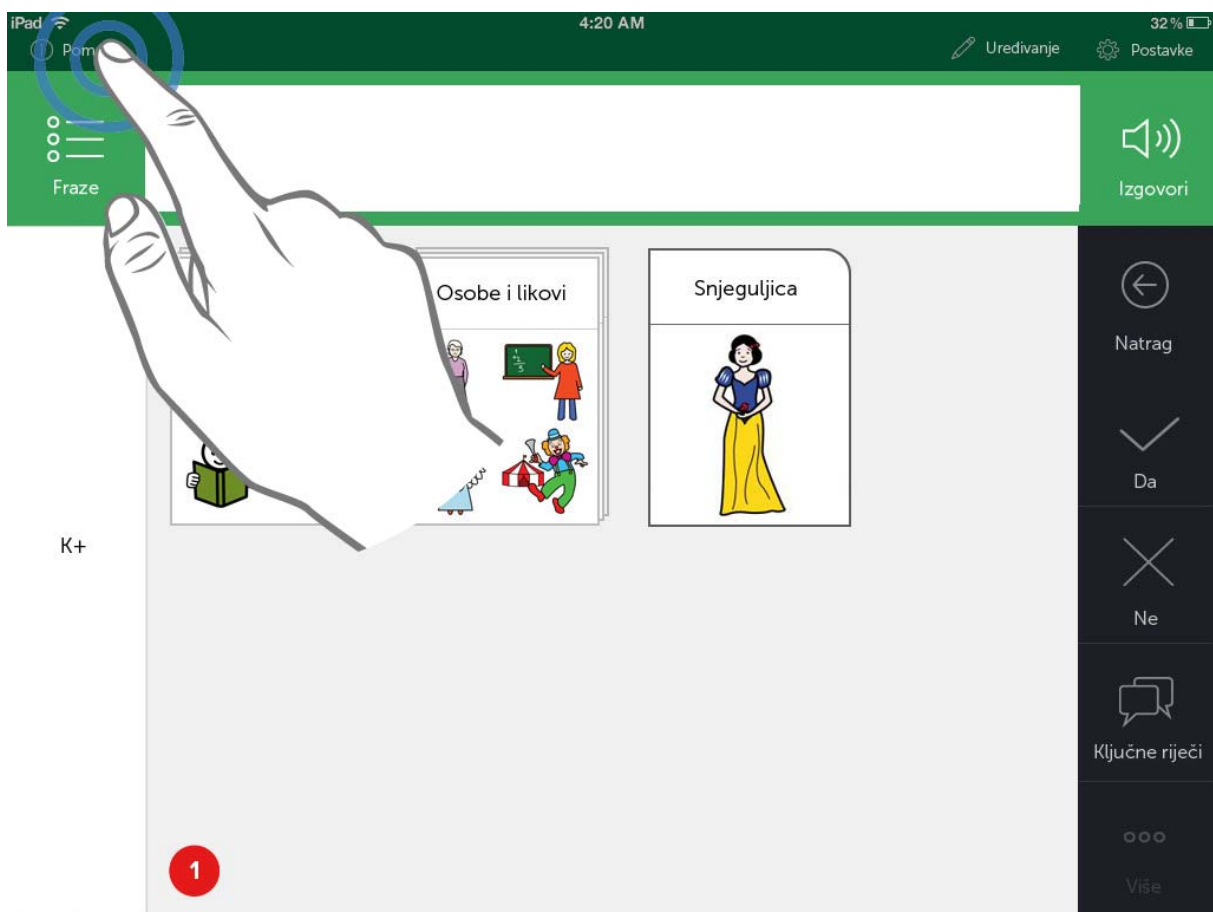 iPad 4:20 AM 32%
Uređivanje Postavke
Fraze
Izgovori
Osobe i likovi
Snjeguljica
Natrag
Da
K+
Ne
Ključne riječi
1
Više